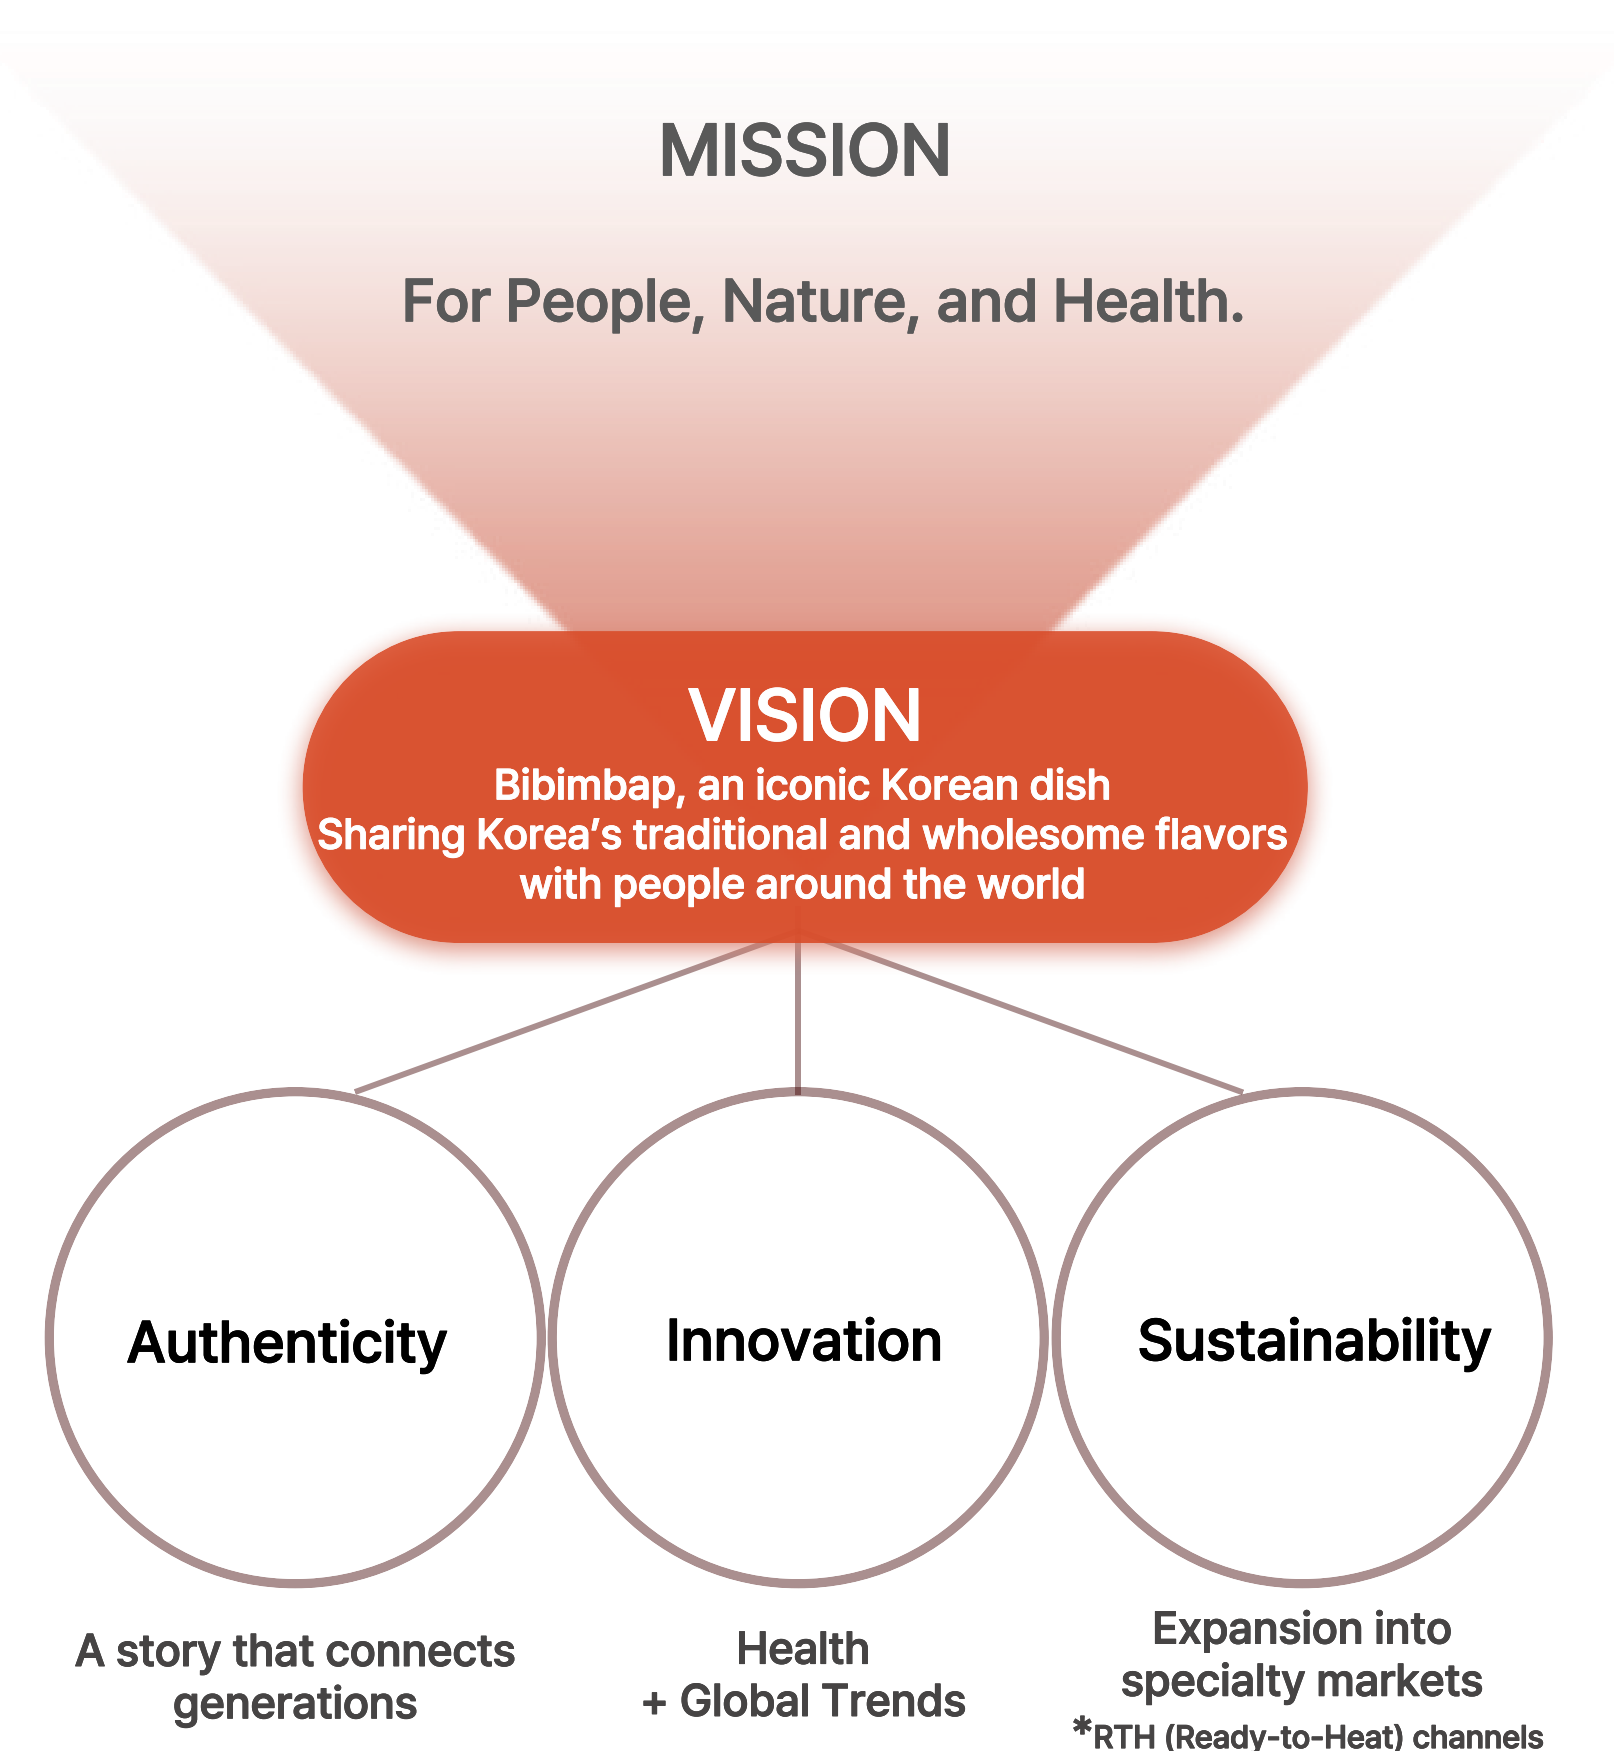 MISSION
For People, Nature, and Health.
VISION
Bibimbap, an iconic Korean dish
Sharing Korea’s traditional and wholesome flavors
with people around the world
Authenticity
Innovation
Sustainability
A story that connects
generations
Health
+ Global Trends
Expansion into
specialty markets
*RTH (Ready-to-Heat) channels